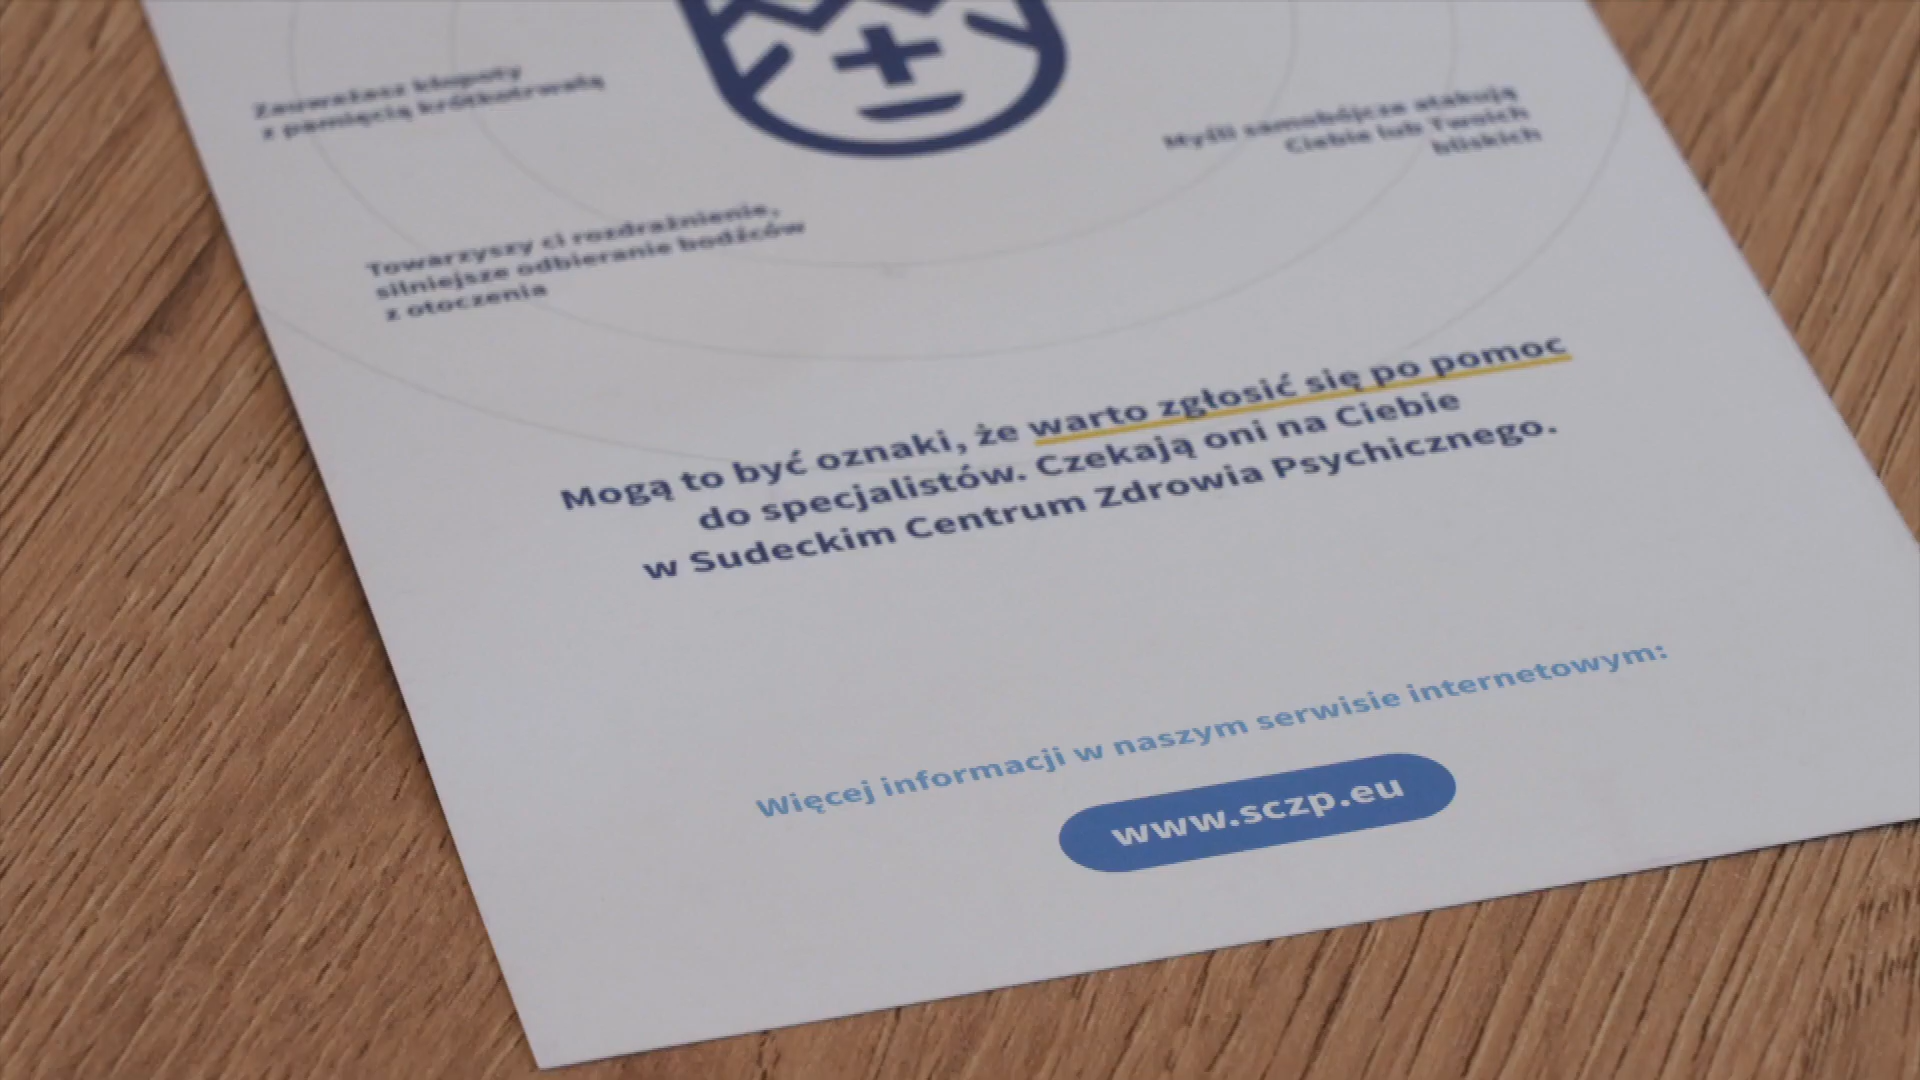 Zauważasz kłopoty
z pamięcią krótkotrwałą
Myśli samobójcze atakują
Ciebie lub Twoich
bliskich
Towarzyszy ci rozdrażnienie,
silniejsze odbieranie bodźców
z otoczenia
Mogą to być oznaki, że warto zgłosić się po pomoc
do specjalistów. Czekają oni na Ciebie
w Sudeckim Centrum Zdrowia Psychicznego.
Więcej informacji w naszym serwisie internetowym:
www.sczp.eu